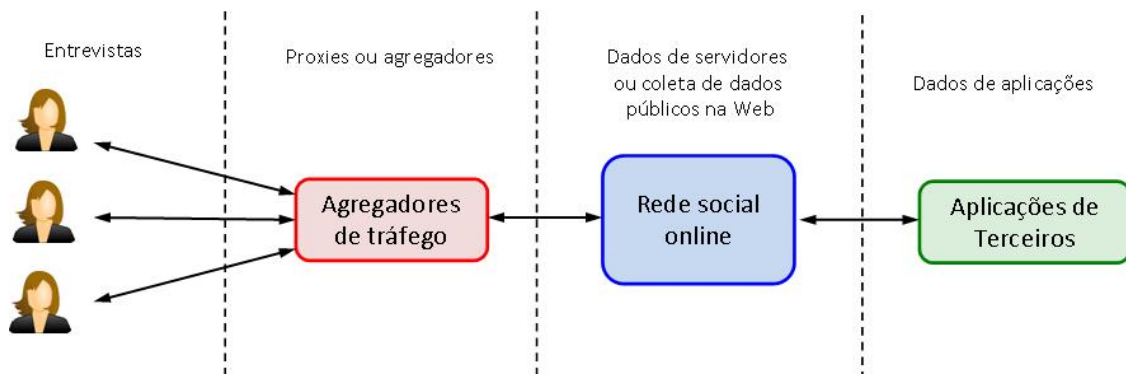 Entrevistas
Proxies ou agregadores
Dados de servidores
ou coleta de dados
públicos na Web
Dados de aplicações
Agregadores
de tráfego
Rede social
online
Aplicações de
Terceiros